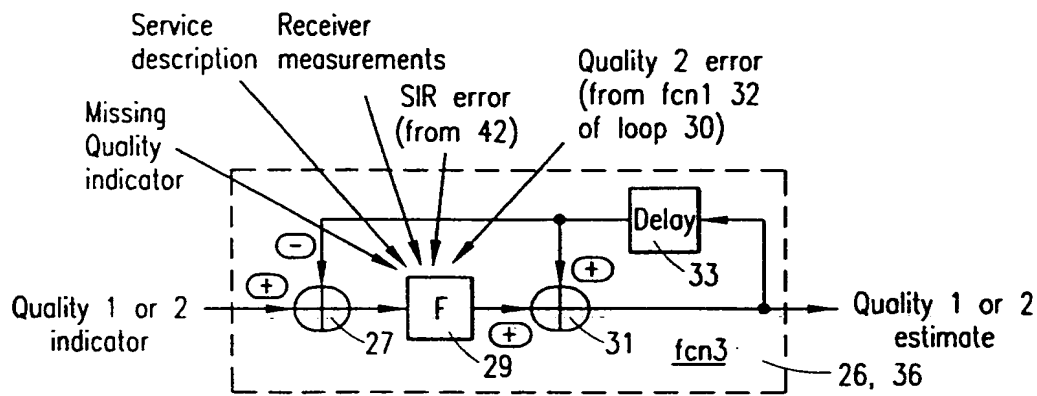 Service
description
Receiver
measurements
Missing
Quality
indicator
SIR error
(from 42)
Quality 2 error
(from fcn1 32
of loop 30)
Delay
33
-
+
+
+
Quality 1 or 2
indicator
27
F
29
31
fcn3
26, 36
Quality 1 or 2
estimate